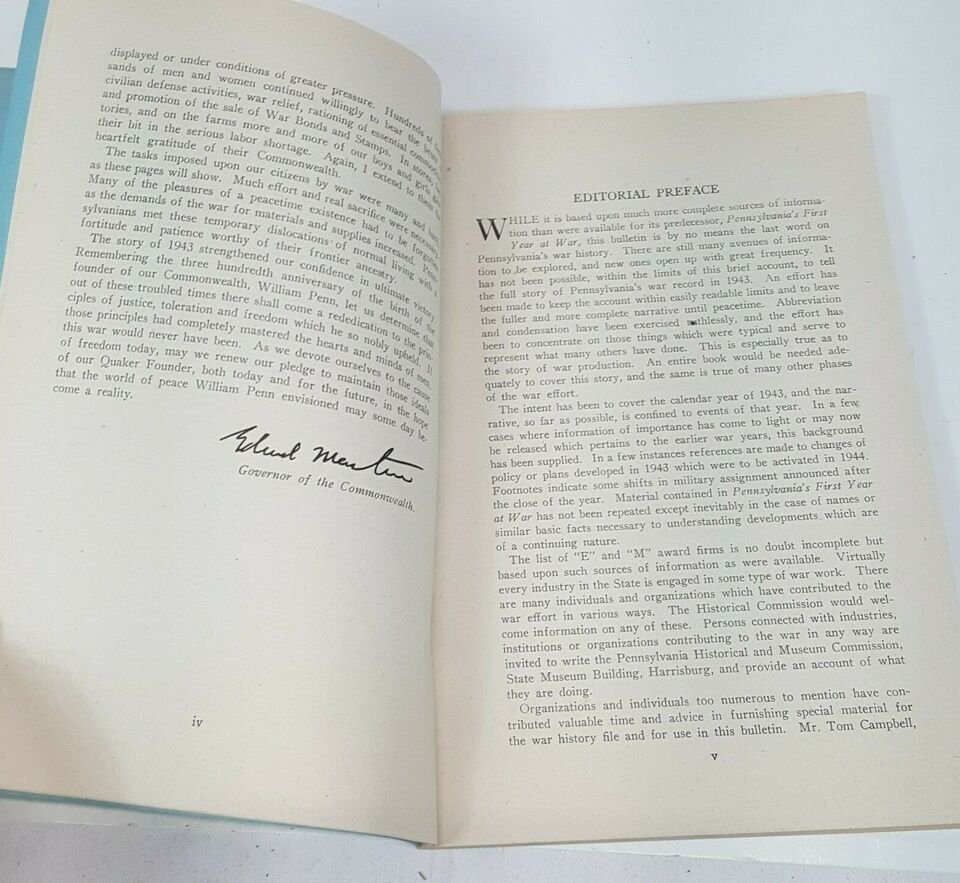 displayed or under conditions of greater pressure. Hundreds of thou-
sands of men and women continued willingly to bear the brunt of
civilian defense activities, war relief, rationing of essential commodities
and promotion of the sale of War Bonds and Stamps. In stores, fac-
tories, and on the farms more and more of our boys and girls
their bit in the serious labor shortage. Again, I extend to them the
heartfelt gratitude of their Commonwealth.
The tasks imposed upon our citizens by war were many and hard
as these pages will show. Much effort and real sacrifice were necessary.
Many of the pleasures of a peacetime existence had to be forgotten
as the demands of the war for materials and supplies increased. Penn-
sylvanians met these temporary dislocations of normal living with a
fortitude and patience worthy of their frontier ancestry.
The story of 1943 strengthened our confidence in ultimate victory.
Remembering the three hundredth anniversary of the birth of the
founder of our Commonwealth, William Penn, let us determine that
out of these troubled times there shall come a rededication to the prin-
ciples of justice, toleration and freedom which he so nobly upheld. If
those principles had completely mastered the hearts and minds of men,
this war would never have been. As we devote ourselves to the cause
of freedom today, may we renew our pledge to maintain those ideals
of our Quaker Founder, both today and for the future, in the hope
that the world of peace William Penn envisioned may some day be-
come a reality.
Edward Martin
Governor of the Commonwealth.
iv
EDITORIAL PREFACE
WHILE it is based upon much more complete sources of informa-
tion than were available for its predecessor, Pennsylvania's First
Year at War, this bulletin is by no means the last word on
Pennsylvania's war history. There are still many avenues of informa-
tion to be explored, and new ones open up with great frequency. It
has not been possible, within the limits of this brief account, to tell
the full story of Pennsylvania's war record in 1943. An effort has
been made to keep the account within easily readable limits and to leave
the fuller and more complete narrative until peacetime. Abbreviation
and condensation have been exercised ruthlessly, and the effort has
been to concentrate on those things which were typical and serve to
represent what many others have done. This is especially true as to
the story of war production. An entire book would be needed ade-
quately to cover this story, and the same is true of many other phases
of the war effort.
The intent has been to cover the calendar year of 1943, and the nar-
rative, so far as possible, is confined to events of that year. In a few
cases where information of importance has come to light or may now
be released which pertains to the earlier war years, this background
has been supplied. In a few instances references are made to changes of
policy or plans developed in 1943 which were to be activated in 1944.
Footnotes indicate some shifts in military assignment announced after
the close of the year. Material contained in Pennsylvania's First Year
at War has not been repeated except inevitably in the case of names or
similar basic facts necessary to understanding developments which are
of a continuing nature.
The list of "E" and "M" award firms is no doubt incomplete but
based upon such sources of information as were available. Virtually
every industry in the State is engaged in some type of war work. There
are many individuals and organizations which have contributed to the
war effort in various ways. The Historical Commission would wel-
come information on any of these. Persons connected with industries,
institutions or organizations contributing to the war in any way are
invited to write the Pennsylvania Historical and Museum Commission,
State Museum Building, Harrisburg, and provide an account of what
they are doing.
Organizations and individuals too numerous to mention have con-
tributed valuable time and advice in furnishing special material for
the war history file and for use in this bulletin. Mr. Tom Campbell,
v